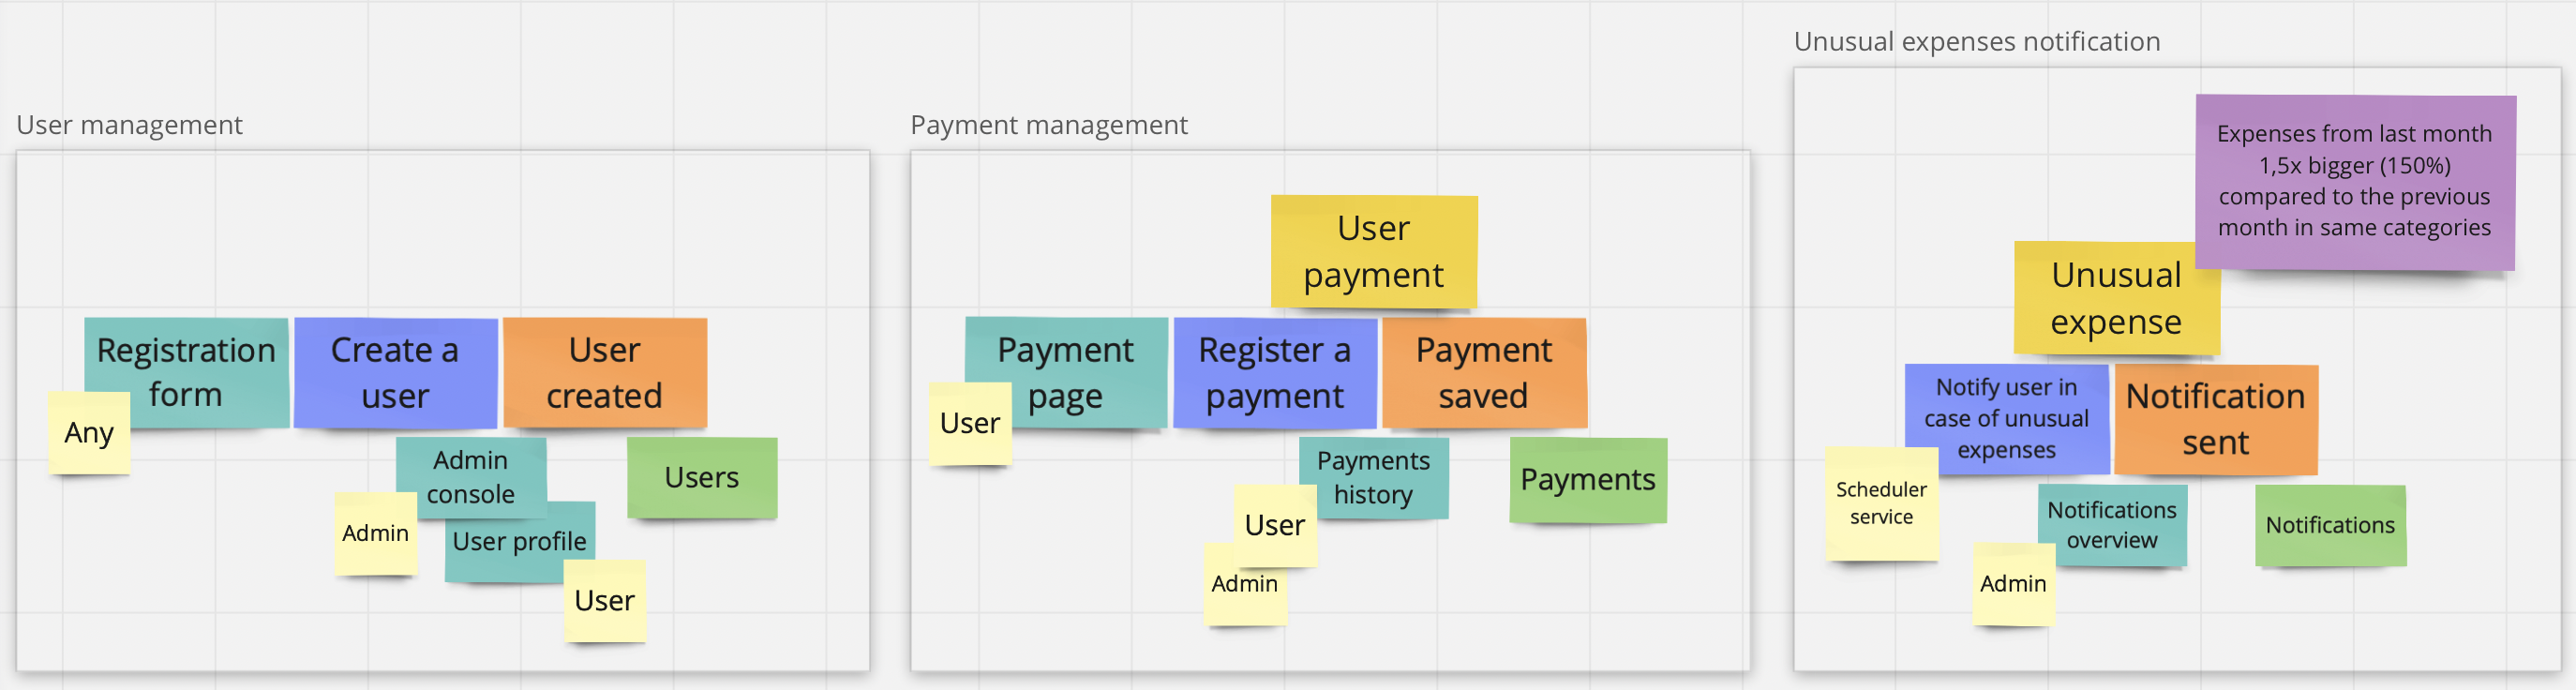 User management
Registration
form
Any
Create a
user
User
created
Admin
console
Admin
User profile
User
Users
Payment management
User
payment
Payment
page
User
Register a
payment
Payment
saved
Payments
history
User
Admin
Payments
Unusual expenses notification
Expenses from last month
1,5x bigger (150%)
compared to the previous
month in same categories
Unusual
expense
Notify user in
case of unusual
expenses
Scheduler
service
Notification
sent
Notifications
overview
Admin
Notifications